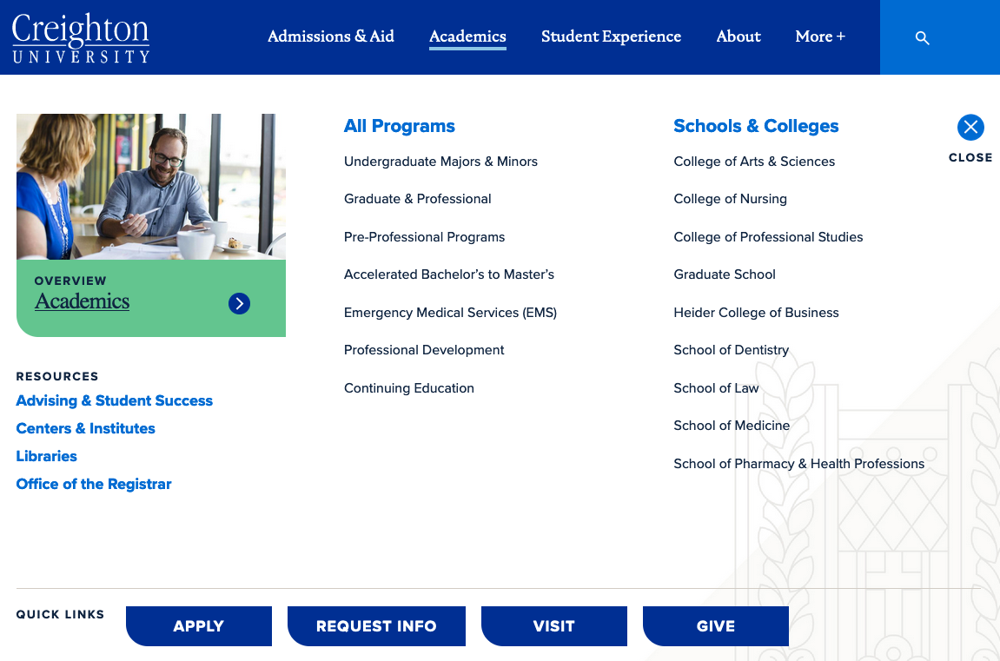 Creighton
UNIVERSITY
Admissions & Aid
Academics
Student Experience
About
More +
OVERVIEW
Academics
RESOURCES
Advising & Student Success
Centers & Institutes
Libraries
Office of the Registrar
All Programs
Undergraduate Majors & Minors
Graduate & Professional
Pre-Professional Programs
Accelerated Bachelor’s to Master’s
Emergency Medical Services (EMS)
Professional Development
Continuing Education
Schools & Colleges
College of Arts & Sciences
College of Nursing
College of Professional Studies
Graduate School
Heider College of Business
School of Dentistry
School of Law
School of Medicine
School of Pharmacy & Health Professions
CLOSE
QUICK LINKS
APPLY
REQUEST INFO
VISIT
GIVE